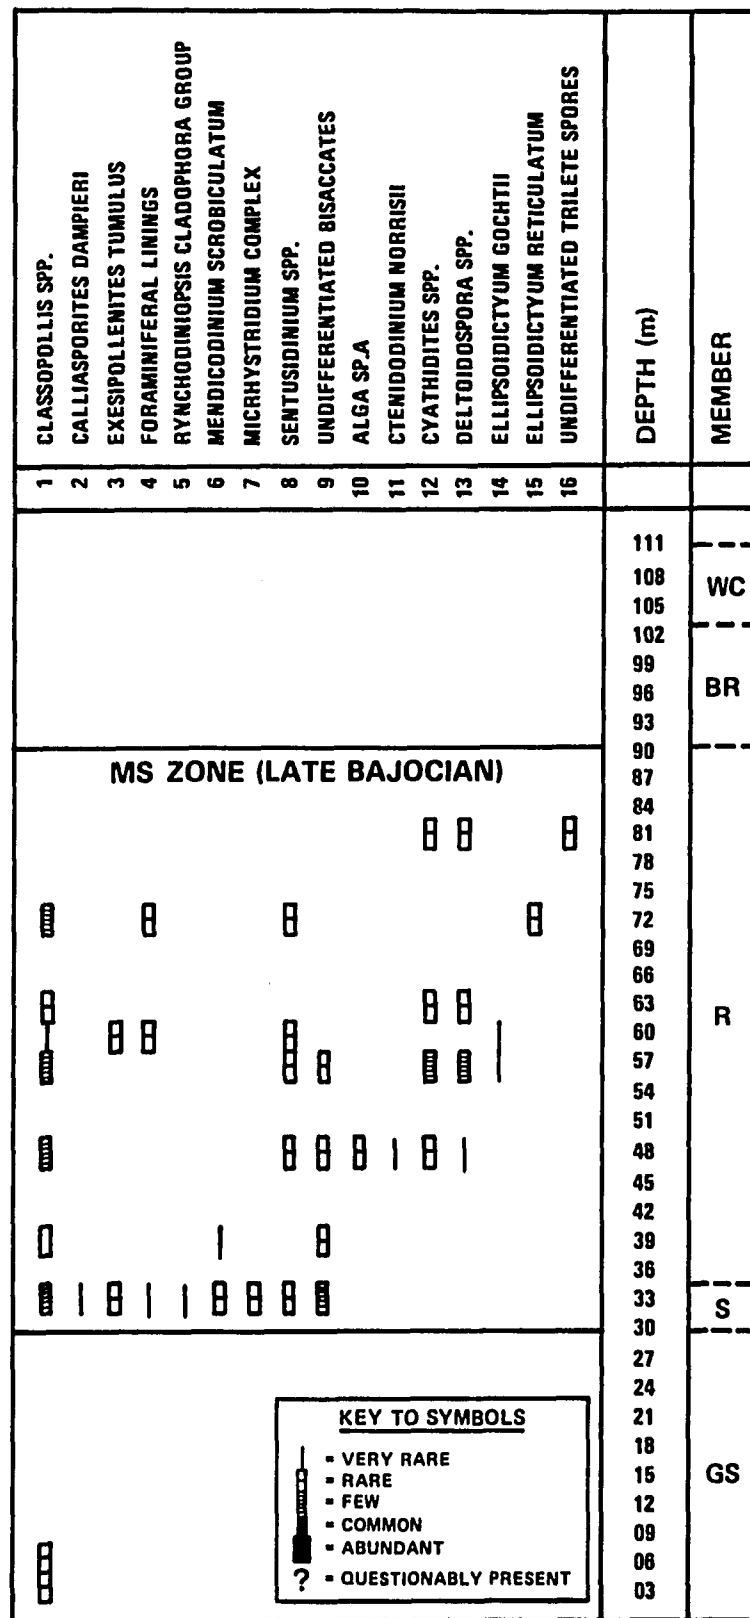 CLASSOPOLLIS SPP.
CALLIASPORITES DAMPIERI
EXESIPOLLENITES TUMULUS
FORAMINIFERAL LININGS
RYNCHODINIOPSIS CLADOPHORA GROUP
MENDICODINIUM SCROBICULATUM
MICRHYSTRIDIUM COMPLEX
SENTUSIDINIUM SPP.
UNDIFFERENTIATED BISACCATES
ALGA SP.A
CTENIDODINIUM NORRISII
CYATHIDITES SPP.
DELTOIDOSPORA SPP.
ELLIPSOIDICTYUM GOCHTII
ELLIPSOIDICTYUM RETICULATUM
UNDIFFERENTIATED TRILETE SPORES
DEPTH (m)
MEMBER
1 2 3 4 5 6 7 8 9 10 11 12 13 14 15 16
111
108
WC
105
102
99
96
BR
93
90
MS ZONE (LATE BAJOCIAN)
87
84
81
78
75
72
69
66
63
R
60
57
54
51
48
45
42
39
36
33
S
30
27
24
21
18
15
GS
12
09
06
03
KEY TO SYMBOLS
= VERY RARE
= RARE
= FEW
= COMMON
= ABUNDANT
? = QUESTIONABLY PRESENT